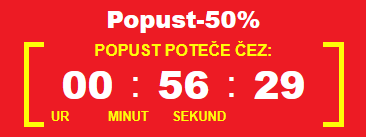 Popust-50%
POPUST POTEČE ČEZ:
00 : 56 : 29
UR MINUT SEKUND